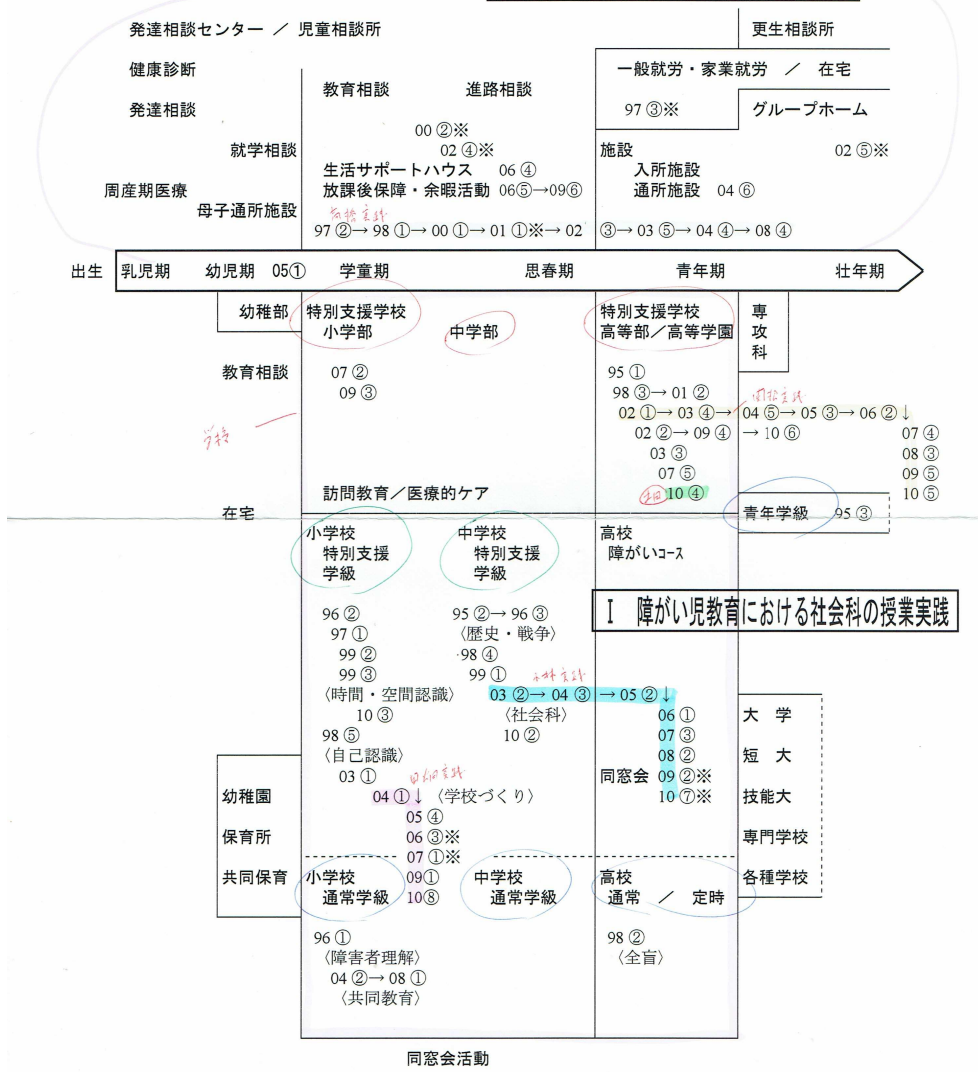 発達相談センター / 児童相談所
更生相談所
健康診断
一般就労・家業就労 / 在宅
教育相談 進路相談
発達相談
97 ③※ グループホーム
00 ②※
就学相談 02 ④※ 施設 02 ⑤※
生活サポートハウス 06 ④ 入所施設
周産期医療 放課後保障・余暇活動 06⑤→09⑥ 通所施設 04 ⑥
母子通所施設
97 ②→ 98 ①→ 00 ①→ 01 ①※→ 02 ③→ 03 ⑤→ 04 ④→ 08 ④
出生 乳児期 幼児期 05① 学童期 思春期 青年期 壮年期
幼稚部 特別支援学校 特別支援学校 専攻科
小学部 中学部 高等部/高等学園
教育相談 07 ② 95 ①
09 ③ 98 ③→ 01 ②
02 ①→ 03 ④→ 04 ⑤→ 05 ③→ 06 ②↓
02 ②→ 09 ④ → 10 ⑥ 07 ④
学校
03 ③ 08 ③
07 ⑤ 09 ⑤
訪問教育/医療的ケア 10 ④ 10 ⑤
在宅 青年学級 95 ③
小学校 中学校 高校
特別支援 特別支援 障がいコース
学級 学級
Ⅰ 障がい児教育における社会科の授業実践
96 ② 95 ②→ 96 ③
97 ① 〈歴史・戦争〉
99 ② 98 ④
99 ③ 99 ①
〈時間・空間認識〉 03 ②→ 04 ③ → 05 ②↓
10 ③ 〈社会科〉 06 ① 大 学
98 ⑤ 10 ② 07 ③
〈自己認識〉 08 ② 短 大
03 ① 同窓会 09 ②※
幼稚園 04 ①↓ 〈学校づくり〉 10 ⑦※ 技能大
05 ④
保育所 06 ③※ 専門学校
07 ①※
共同保育 小学校 09① 中学校 高校 各種学校
通常学級 10⑧ 通常学級 通常 / 定時
96 ① 98 ②
〈障害者理解〉 〈全盲〉
04 ②→ 08 ①
〈共同教育〉
同窓会活動